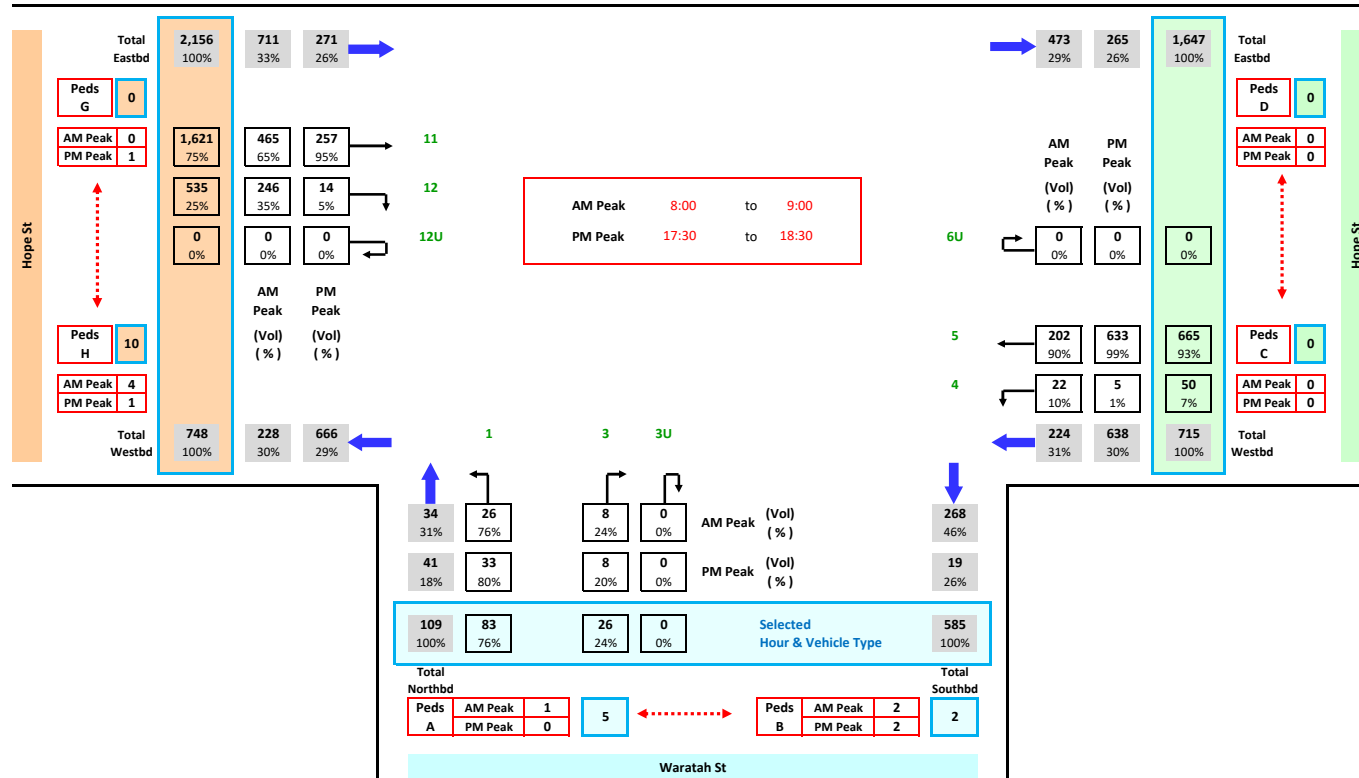 Total 2,156 711 271 473 265 1,647 Total
Eastbd 100% 33% 26% 29% 26% 100% Eastbd
Peds 0 Peds 0
G D
AM Peak 0 1,621 465 257 11 AM PM AM Peak 0
PM Peak 1 75% 65% 95% Peak Peak PM Peak 0
535 246 14 12 (Vol) (Vol)
25% 35% 5% ( % ) ( % )
AM Peak 8:00 to 9:00
PM Peak 17:30 to 18:30
0 0 0 12U 6U 0 0 0
0% 0% 0% 0% 0% 0%
Hope St
Hope St
AM PM
Peak Peak
(Vol) (Vol)
( % ) ( % )
Peds 10 5 202 633 665 Peds 0
H 90% 99% 93% C
AM Peak 4 4 22 5 50 AM Peak 0
PM Peak 1 10% 1% 7% PM Peak 0
Total 748 228 666 1 3 3U 224 638 715 Total
Westbd 100% 30% 29% 31% 30% 100% Westbd
34 26 8 0 AM Peak (Vol) 268
31% 76% 24% 0% ( % ) 46%
41 33 8 0 PM Peak (Vol) 19
18% 80% 20% 0% ( % ) 26%
109 83 26 0 Selected 585
100% 76% 24% 0% Hour & Vehicle Type 100%
Total Total
Northbd Southbd
Peds AM Peak 1 5 Peds AM Peak 2 2
A PM Peak 0 B PM Peak 2
Waratah St